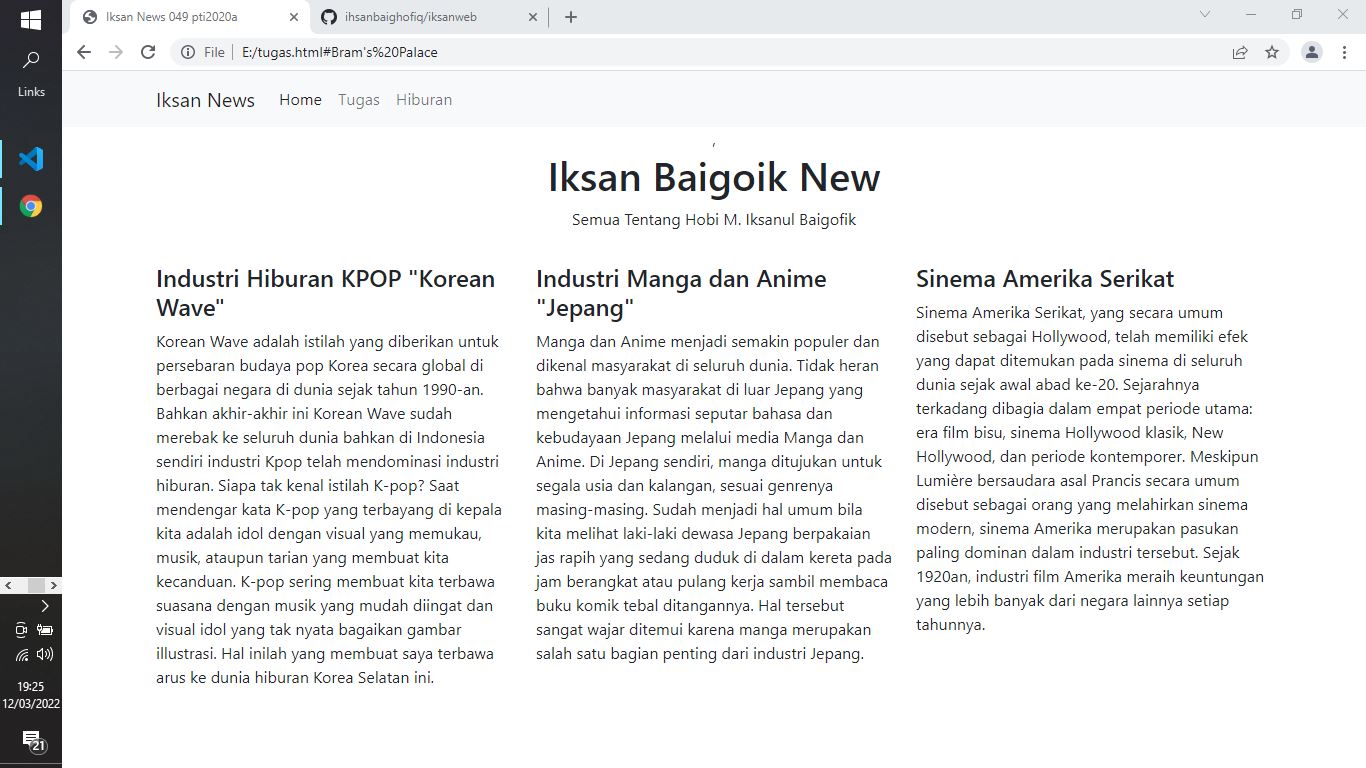 Iksan News 049 pti2020a
ihsanbaighofiq/iksanweb
File
E:/tugas.html#Bram's%20Palace
Links
Iksan News
Home
Tugas
Hiburan
,
Iksan Baigoik New
Semua Tentang Hobi M. Iksanul Baigofik
Industri Hiburan KPOP "Korean
Wave"
Korean Wave adalah istilah yang diberikan untuk
persebaran budaya pop Korea secara global di
berbagai negara di dunia sejak tahun 1990-an.
Bahkan akhir-akhir ini Korean Wave sudah
merebak ke seluruh dunia bahkan di Indonesia
sendiri industri Kpop telah mendominasi industri
hiburan. Siapa tak kenal istilah K-pop? Saat
mendengar kata K-pop yang terbayang di kepala
kita adalah idol dengan visual yang memukau,
musik, ataupun tarian yang membuat kita
kecanduan. K-pop sering membuat kita terbawa
suasana dengan musik yang mudah diingat dan
visual idol yang tak nyata bagaikan gambar
illustrasi. Hal inilah yang membuat saya terbawa
arus ke dunia hiburan Korea Selatan ini.
Industri Manga dan Anime
"Jepang"
Manga dan Anime menjadi semakin populer dan
dikenal masyarakat di seluruh dunia. Tidak heran
bahwa banyak masyarakat di luar Jepang yang
mengetahui informasi seputar bahasa dan
kebudayaan Jepang melalui media Manga dan
Anime. Di Jepang sendiri, manga ditujukan untuk
segala usia dan kalangan, sesuai genrenya
masing-masing. Sudah menjadi hal umum bila
kita melihat laki-laki dewasa Jepang berpakaian
jas rapih yang sedang duduk di dalam kereta pada
jam berangkat atau pulang kerja sambil membaca
buku komik tebal ditangannya. Hal tersebut
sangat wajar ditemui karena manga merupakan
salah satu bagian penting dari industri Jepang.
Sinema Amerika Serikat
Sinema Amerika Serikat, yang secara umum
disebut sebagai Hollywood, telah memiliki efek
yang dapat ditemukan pada sinema di seluruh
dunia sejak awal abad ke-20. Sejarahnya
terkadang dibagia dalam empat periode utama:
era film bisu, sinema Hollywood klasik, New
Hollywood, dan periode kontemporer. Meskipun
Lumière bersaudara asal Prancis secara umum
disebut sebagai orang yang melahirkan sinema
modern, sinema Amerika merupakan pasukan
paling dominan dalam industri tersebut. Sejak
1920an, industri film Amerika meraih keuntungan
yang lebih banyak dari negara lainnya setiap
tahunnya.
19:25
12/03/2022
21